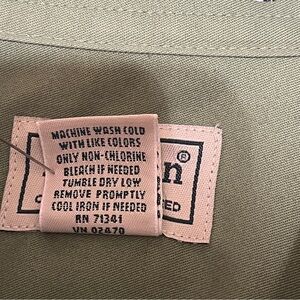 MACHINE WASH COLD
WITH LIKE COLORS
ONLY NON-CHLORINE
BLEACH IF NEEDED
TUMBLE DRY LOW
REMOVE PROMPTLY
COOL IRON IF NEEDED
RN 71341
VN 02470